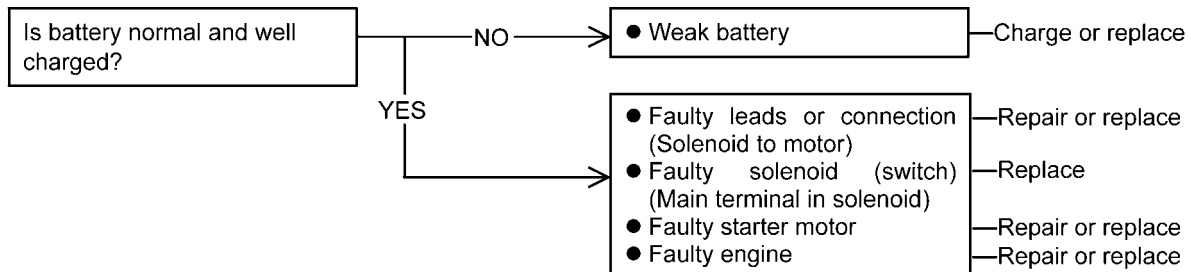 Is battery normal and well
charged?
NO
● Weak battery
Charge or replace
YES
● Faulty leads or connection
(Solenoid to motor)
Repair or replace
● Faulty solenoid (switch)
(Main terminal in solenoid)
Replace
● Faulty starter motor
Repair or replace
● Faulty engine
Repair or replace